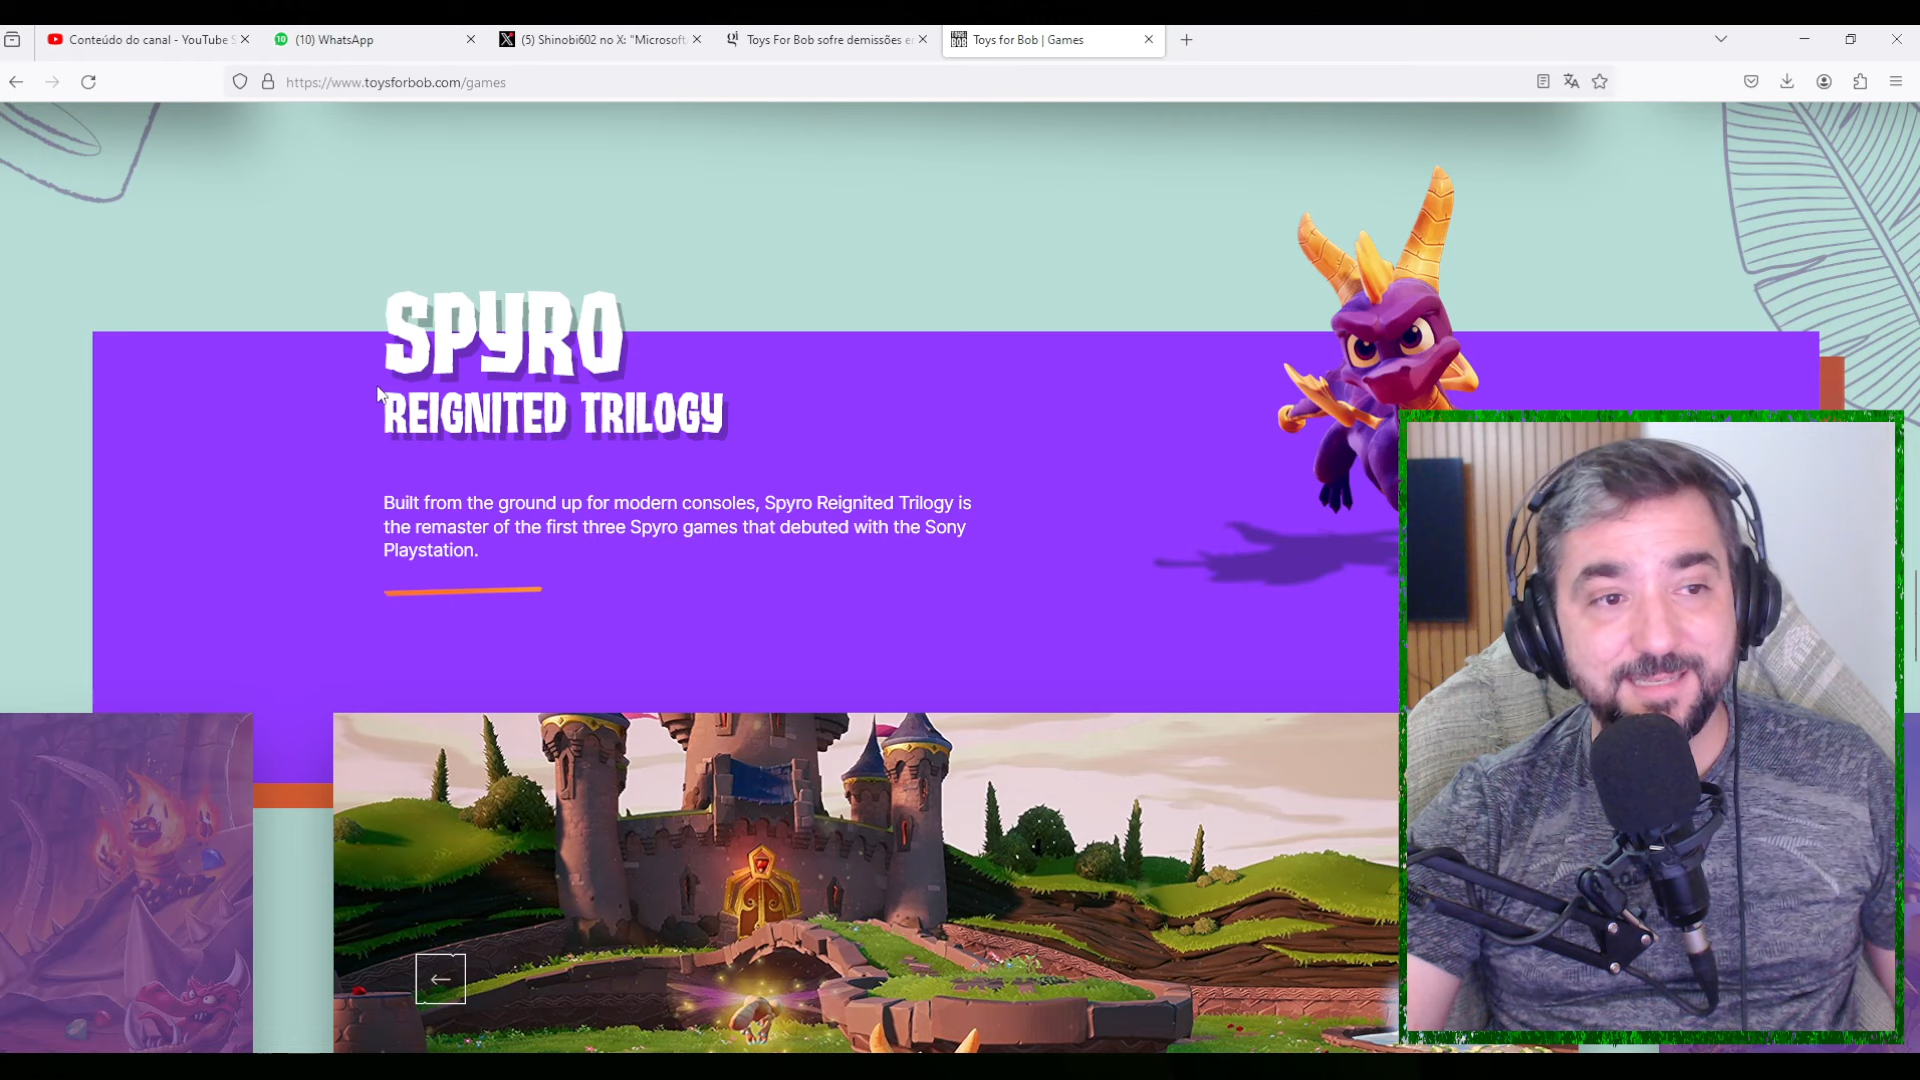 Conteúdo do canal - YouTube S
(10) WhatsApp
(5) Shinobi602 no X: "Microsoft
Toys For Bob sofre demissões e
Toys for Bob | Games
https://www.toysforbob.com/games
SPYRO
REIGNITED TRILOGY
Built from the ground up for modern consoles, Spyro Reignited Trilogy is
the remaster of the first three Spyro games that debuted with the Sony
Playstation.